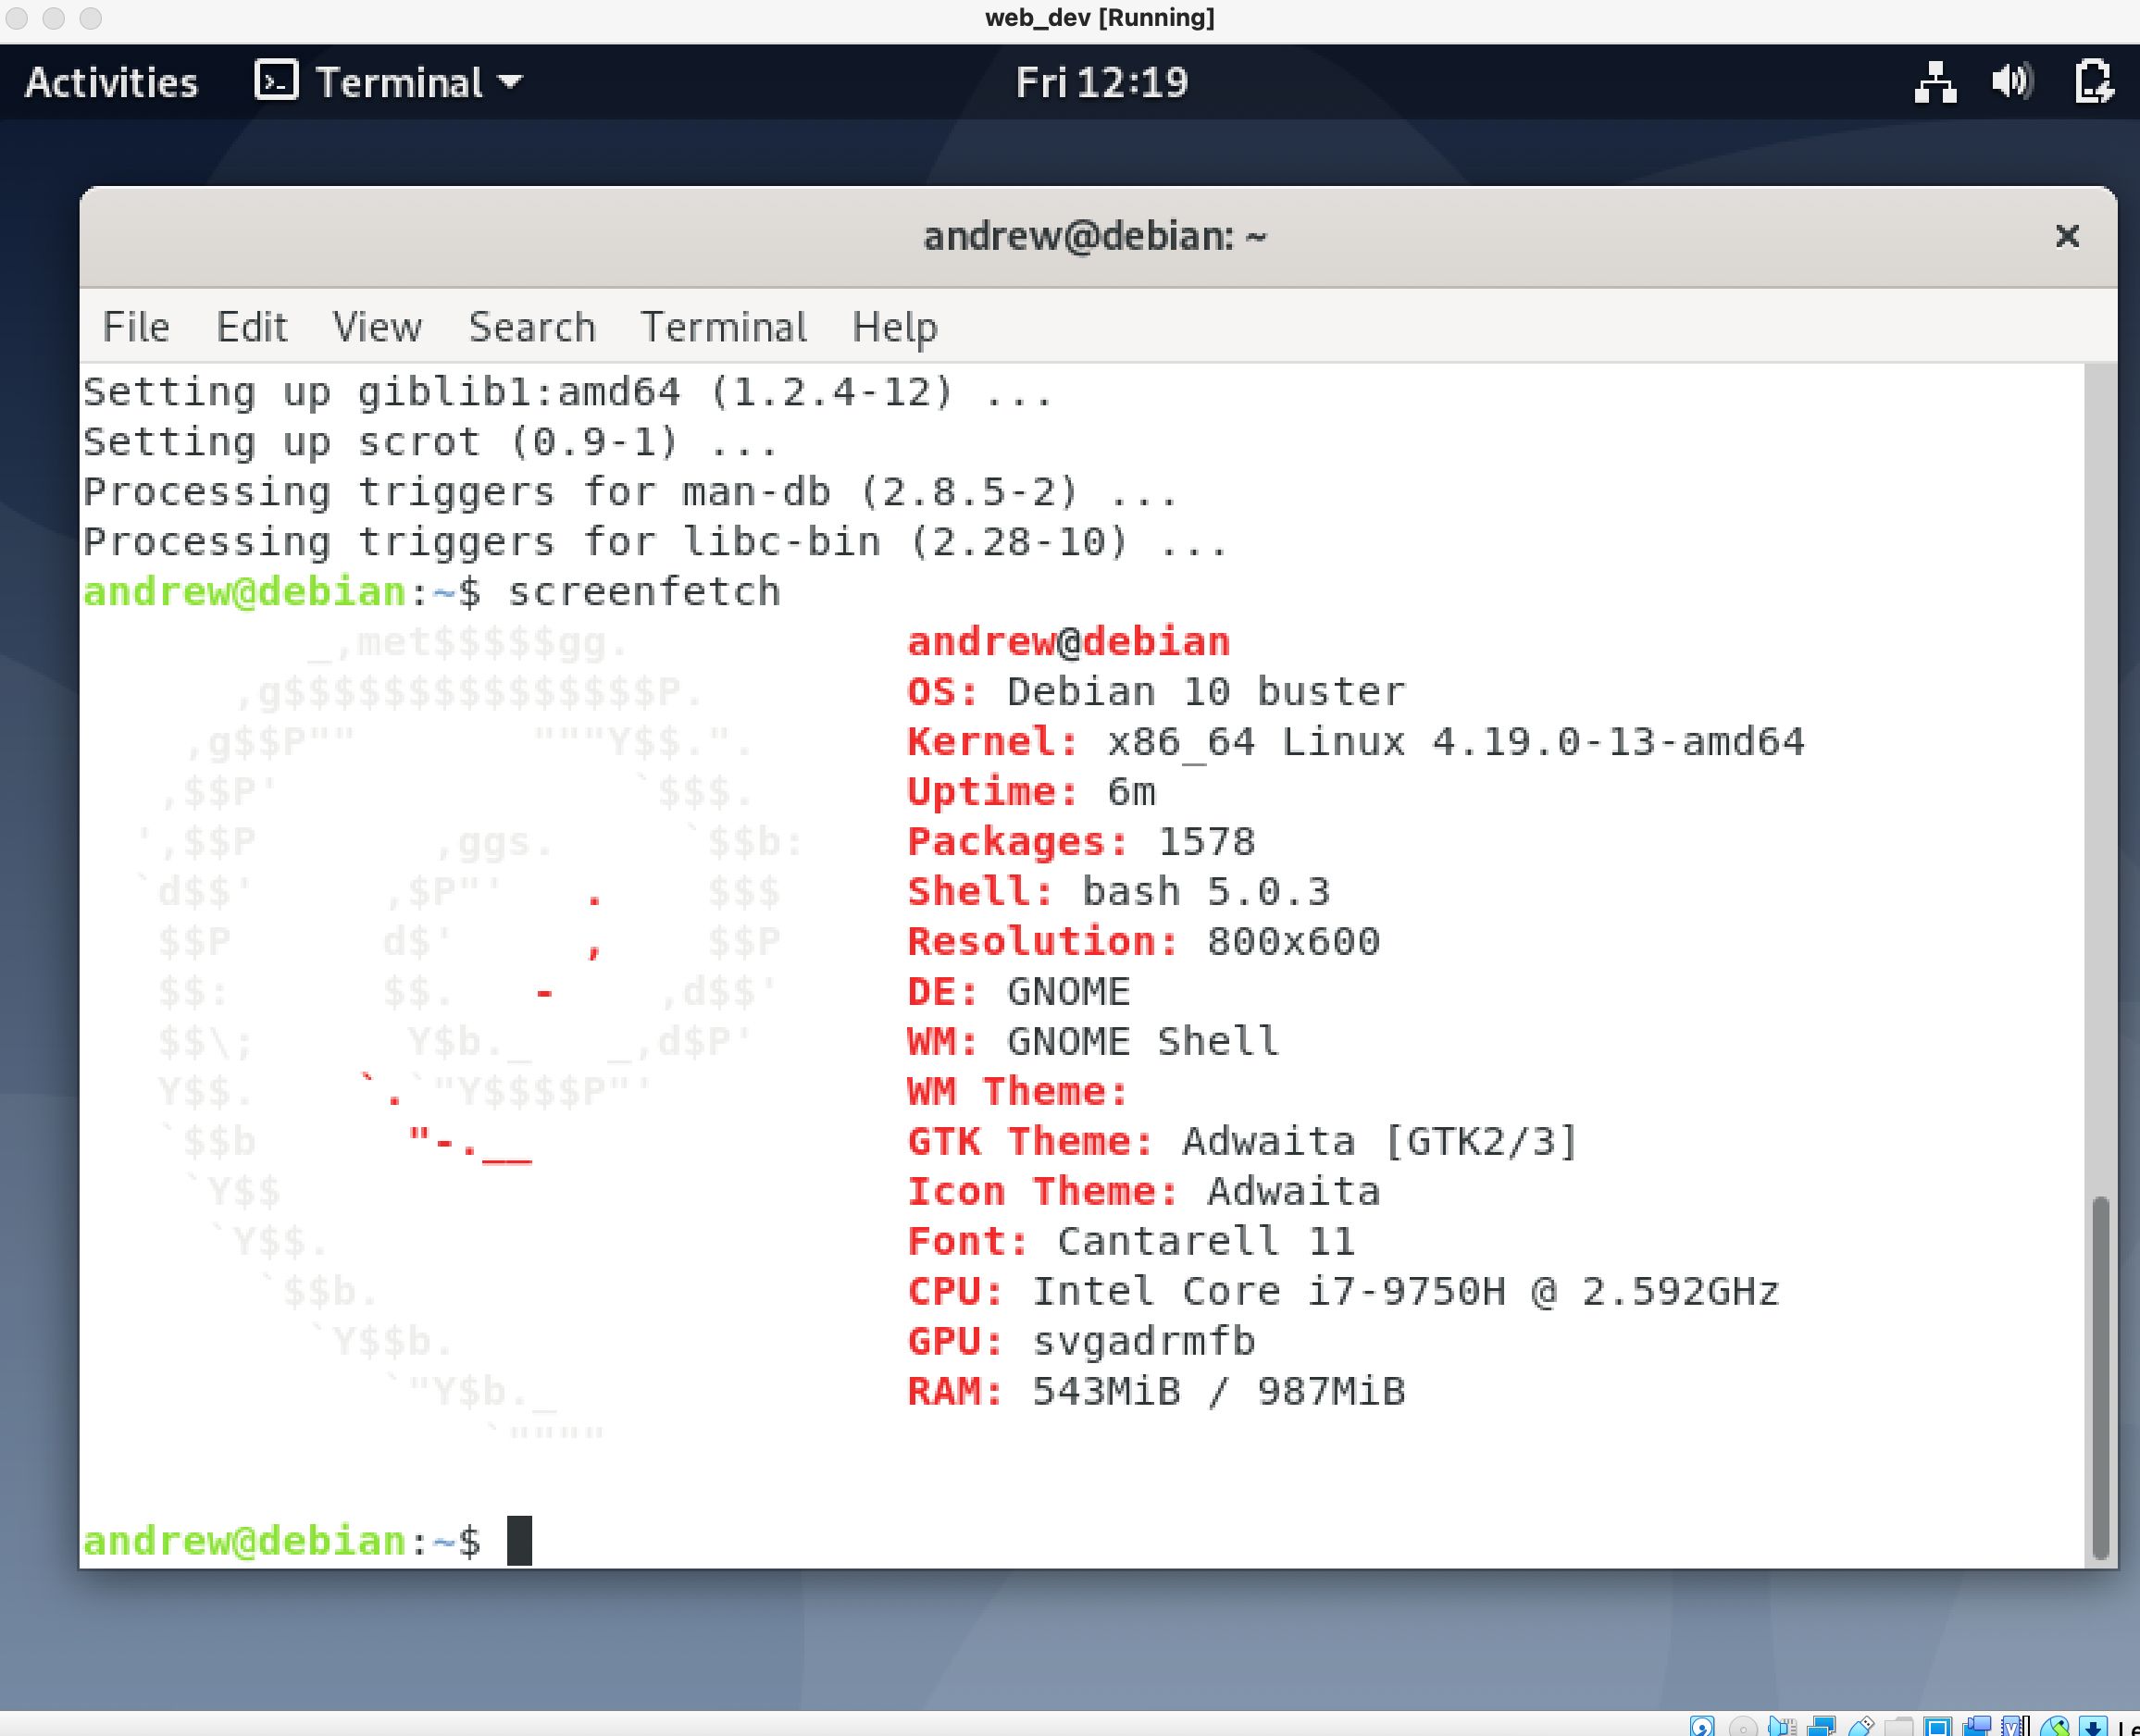 web_dev [Running]
Activities Terminal Fri 12:19
andrew@debian: ~
File Edit View Search Terminal Help
Setting up giblib1:amd64 (1.2.4-12) ...
Setting up scrot (0.9-1) ...
Processing triggers for man-db (2.8.5-2) ...
Processing triggers for libc-bin (2.28-10) ...
andrew@debian:~$ screenfetch
         _,met$$$$$gg.           andrew@debian
      ,g$$$$$$$$$$$$$$$P.        OS: Debian 10 buster
    ,g$$P""       """Y$$.".      Kernel: x86_64 Linux 4.19.0-13-amd64
   ,$$P'              `$$$.      Uptime: 6m
  ',$$P       ,ggs.     `$$b:    Packages: 1578
  `d$$'     ,$P"'   .    $$$     Shell: bash 5.0.3
   $$P      d$'     ,    $$P     Resolution: 800x600
   $$:      $$.   -    ,d$$'     DE: GNOME
   $$\;      Y$b._   _,d$P'      WM: GNOME Shell
   Y$$.    `.`"Y$$$$P"'          WM Theme:
   `$$b      "-.__               GTK Theme: Adwaita [GTK2/3]
    `Y$$                         Icon Theme: Adwaita
     `Y$$.                       Font: Cantarell 11
       `$$b.                     CPU: Intel Core i7-9750H @ 2.592GHz
         `Y$$b.                  GPU: svgadrmfb
            `"Y$b._              RAM: 543MiB / 987MiB
                `""""
andrew@debian:~$